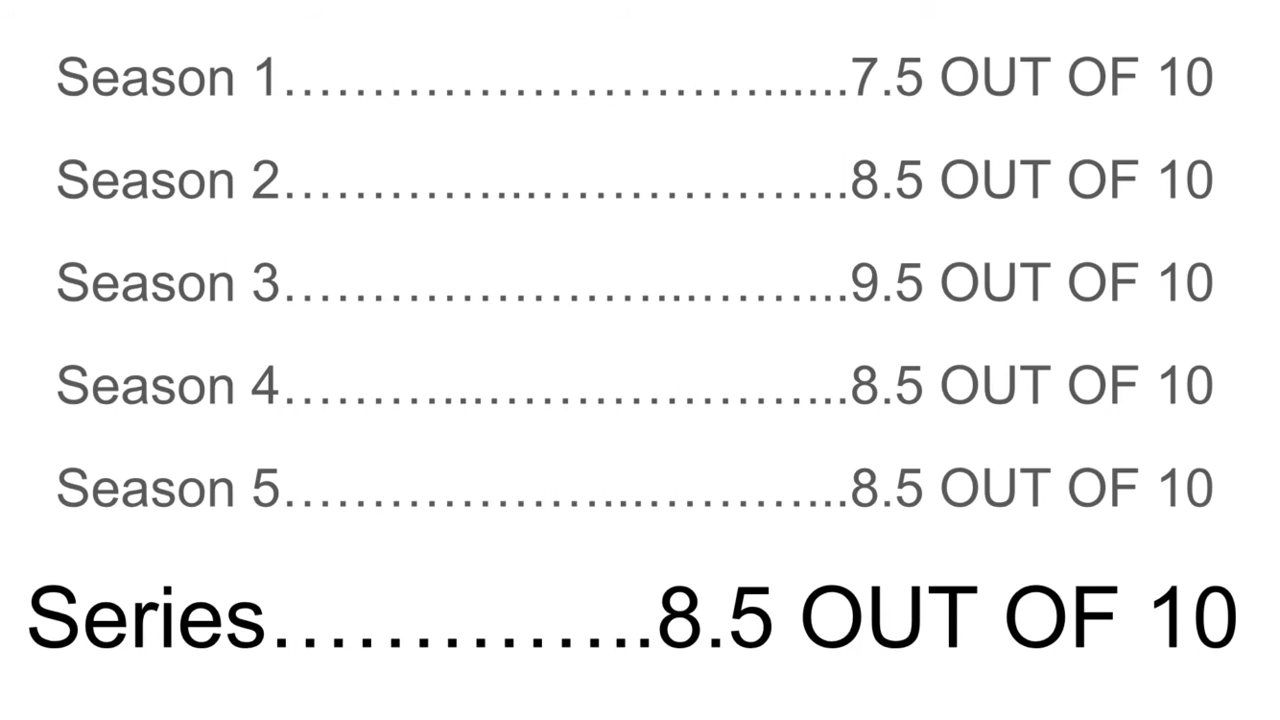 Season 1………………………......7.5 OUT OF 10
Season 2…………..……………...8.5 OUT OF 10
Season 3…………………..……...9.5 OUT OF 10
Season 4………..………………...8.5 OUT OF 10
Season 5………………...………...8.5 OUT OF 10
Series…………..8.5 OUT OF 10